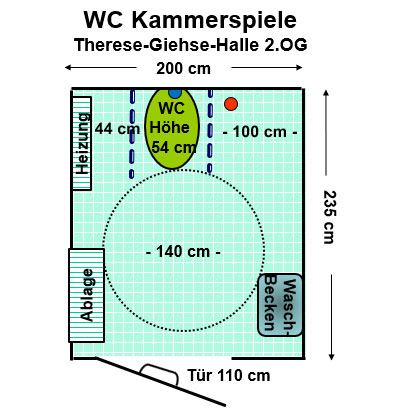 WC Kammerspiele
Therese-Giehse-Halle 2.OG
200 cm
WC
Höhe
54 cm
44 cm
- 100 cm -
Heizung
235 cm
- 140 cm -
Ablage
Wasch-
Becken
Tür 110 cm